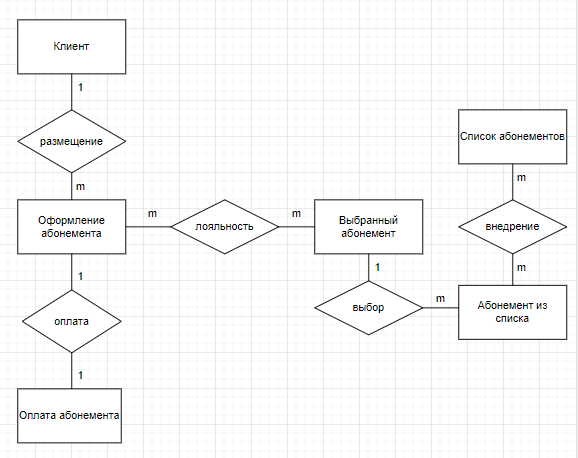 Клиент
1
размещение
m
Оформление
абонемента
m
лояльность
m
Выбранный
абонемент
1
оплата
1
Оплата абонемента
1
выбор
m
Абонемент из
списка
m
внедрение
m
Список абонементов